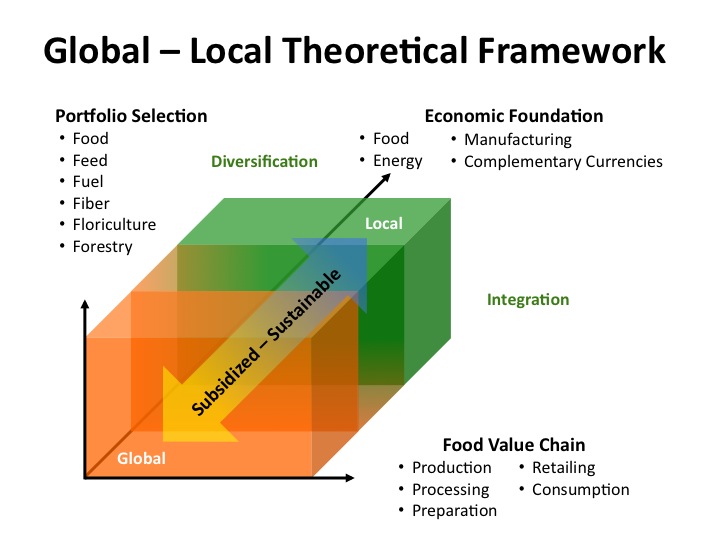 Global – Local Theoretical Framework
Portfolio Selection
• Food
• Feed
• Fuel
• Fiber
• Floriculture
• Forestry
Diversification
Economic Foundation
• Food
• Energy
• Manufacturing
• Complementary Currencies
Local
Integration
Subsidized – Sustainable
Global
Food Value Chain
• Production
• Processing
• Preparation
• Retailing
• Consumption